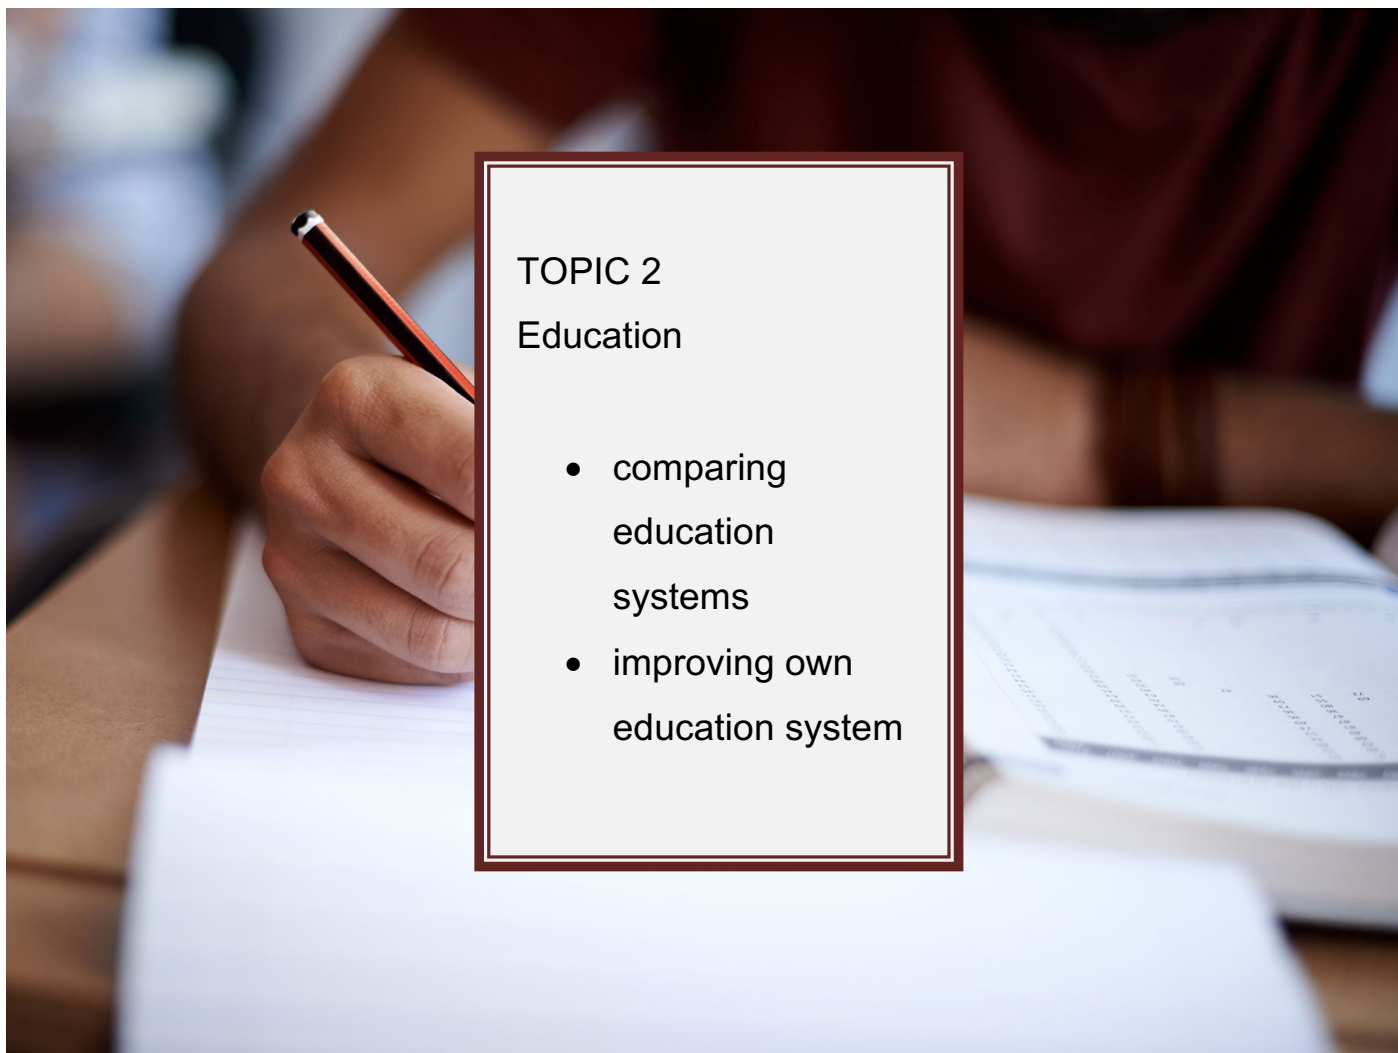 TOPIC 2
Education
• comparing
education
systems
• improving own
education system